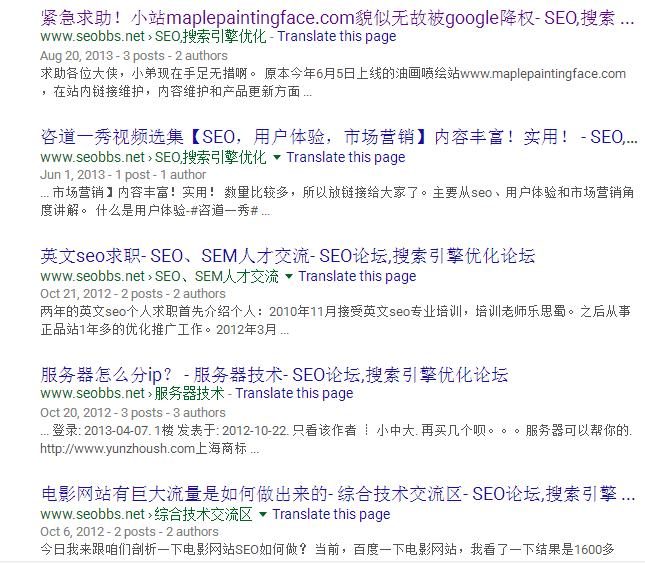 紧急求助！小站maplepaintingface.com貌似无故被google降权- SEO,搜索 ...
www.seobbs.net › SEO,搜索引擎优化 - Translate this page
Aug 20, 2013 - 3 posts - 2 authors
求助各位大侠，小弟现在手足无措啊。 原本今年6月5日上线的油画喷绘站www.maplepaintingface.com
，在站内链接维护，内容维护和产品更新方面 ...
咨道一秀视频选集【SEO，用户体验，市场营销】内容丰富！实用！ - SEO,...
www.seobbs.net › SEO,搜索引擎优化 ▼ Translate this page
Jun 1, 2013 - 1 post - 1 author
... 市场营销】内容丰富！实用！ 数量比较多，所以放链接给大家了。主要从seo、用户体验和市场营销角
度讲解。 什么是用户体验-#咨道一秀# ...
英文seo求职- SEO、SEM人才交流- SEO论坛,搜索引擎优化论坛
www.seobbs.net › SEO、SEM人才交流 ▼ Translate this page
Oct 21, 2012 - 2 posts - 2 authors
两年的英文seo个人求职首先介绍个人：2010年11月接受英文seo专业培训，培训老师乐思蜀。之后从事
正品站1年多的优化推广工作。2012年3月 ...
服务器怎么分ip？ - 服务器技术- SEO论坛,搜索引擎优化论坛
www.seobbs.net › 服务器技术 - Translate this page
Oct 20, 2012 - 3 posts - 3 authors
... 登录: 2013-04-07. 1楼 发表于: 2012-10-22. 只看该作者 ┊ 小中大. 再买几个呗。。。服务器可以帮你的.
http://www.yunzhoush.com上海商标 ...
电影网站有巨大流量是如何做出来的- 综合技术交流区- SEO论坛,搜索引擎 ...
www.seobbs.net › 综合技术交流区 ▼ Translate this page
Oct 6, 2012 - 2 posts - 2 authors
今日我来跟咱们剖析一下电影网站SEO如何做？ 当前，百度一下电影网站，我看了一下结果是1600多